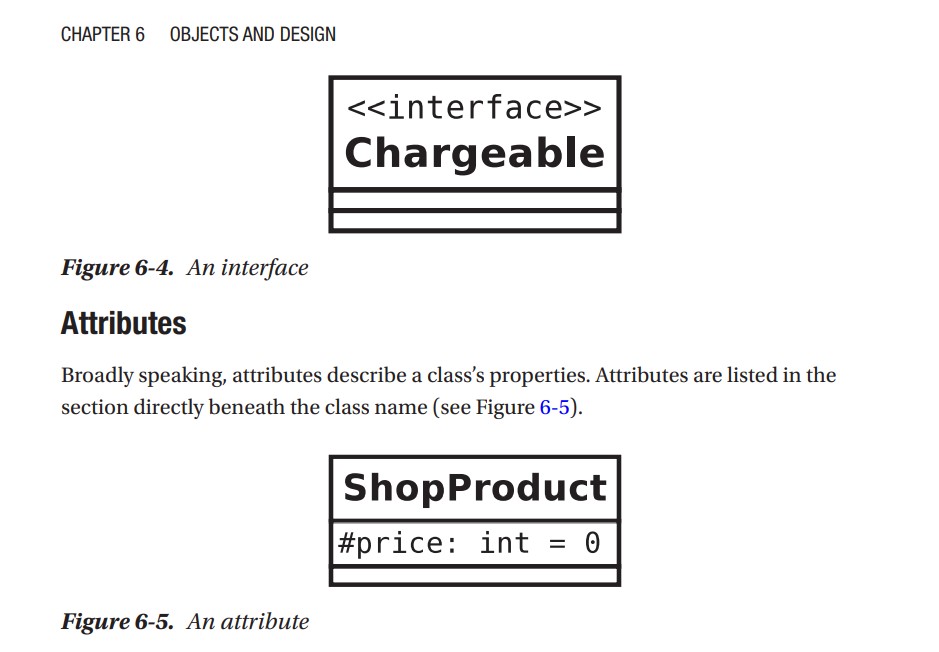 CHAPTER 6 OBJECTS AND DESIGN
<<interface>>
Chargeable
Figure 6-4. An interface
Attributes
Broadly speaking, attributes describe a class’s properties. Attributes are listed in the
section directly beneath the class name (see Figure 6-5).
ShopProduct
#price: int = 0
Figure 6-5. An attribute